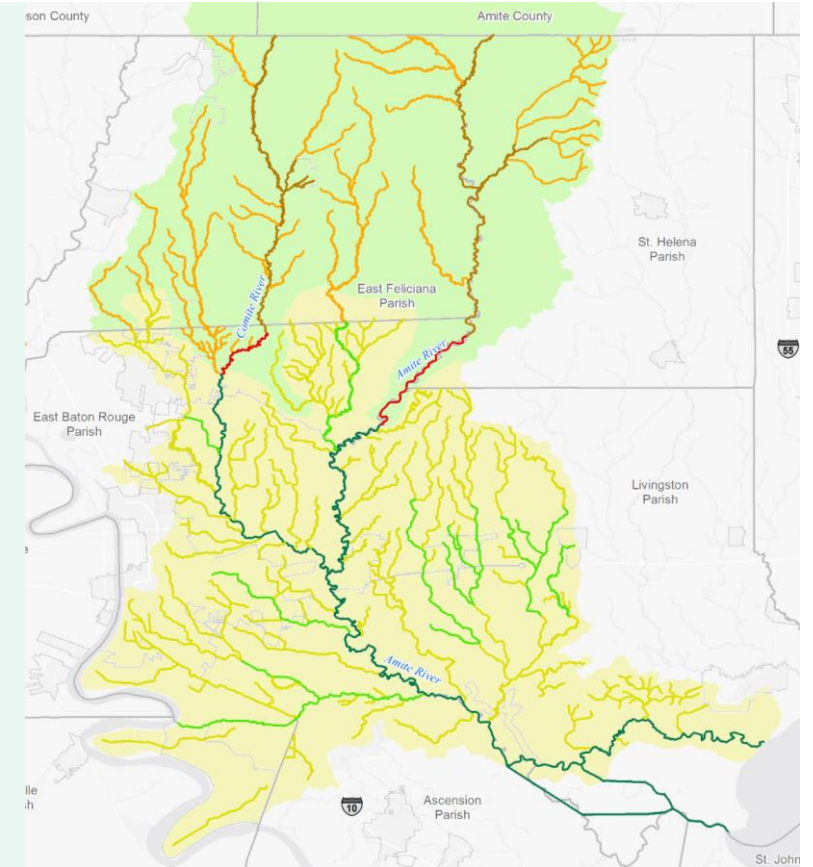 son County
Amite County
St. Helena
Parish
East Feliciana
Parish
Comite River
Amite River
55
East Baton Rouge
Parish
Livingston
Parish
e
Amite River
10
Ascension
Parish
lle
h
St. John